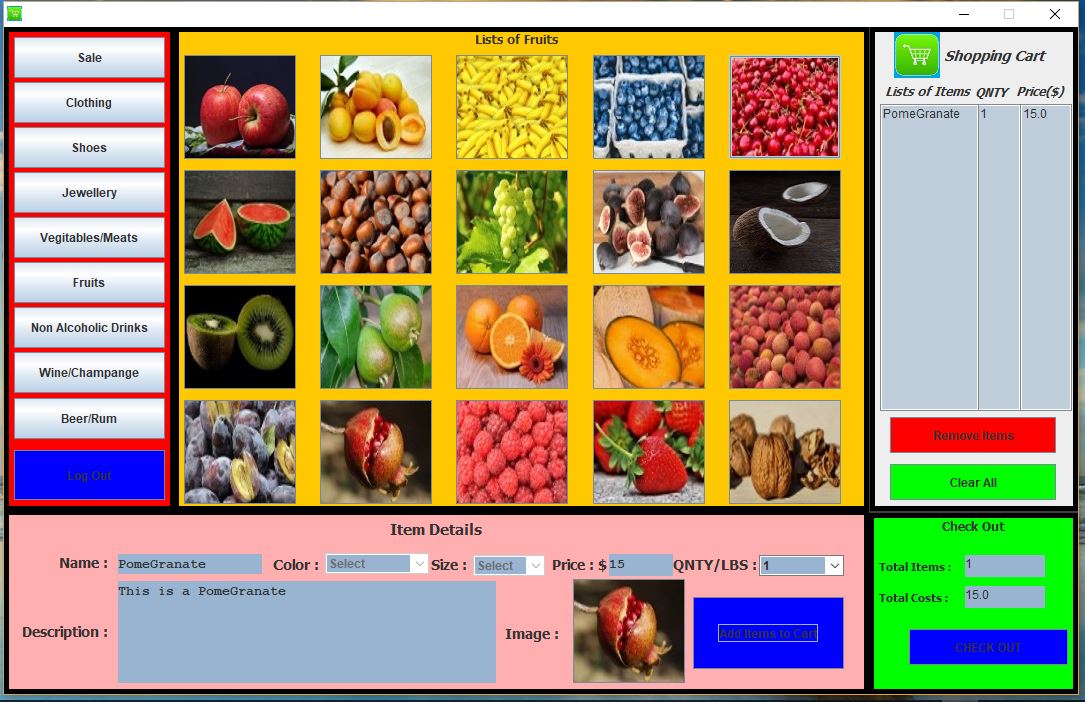 Sale
Clothing
Shoes
Jewellery
Vegitables/Meats
Fruits
Non Alcoholic Drinks
Wine/Champange
Beer/Rum
Log Out
Lists of Fruits
Shopping Cart
Lists of Items QNTY Price($)
PomeGranate 1 15.0
Remove Items
Clear All
Item Details
Name : PomeGranate Color : Select Size : Select Price : $ 15 QNTY/LBS : 1
Description : This is a PomeGranate
Image :
Add Items to Cart
Check Out
Total Items : 1
Total Costs : 15.0
CHECK OUT